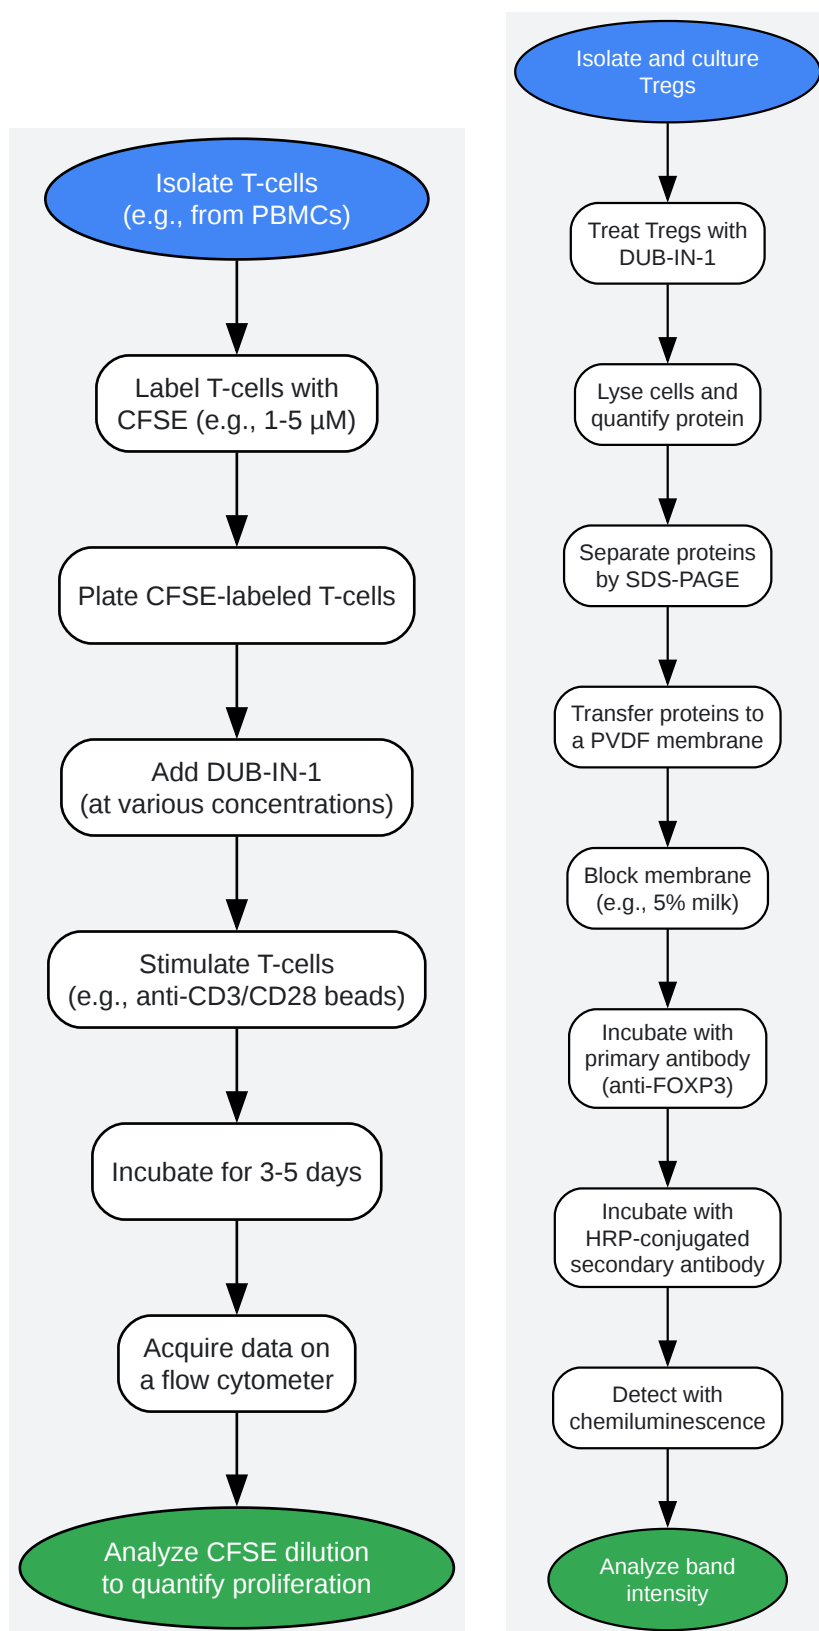 Isolate T-cells
(e.g., from PBMCs)
Label T-cells with
CFSE (e.g., 1-5 µM)
Plate CFSE-labeled T-cells
Add DUB-IN-1
(at various concentrations)
Stimulate T-cells
(e.g., anti-CD3/CD28 beads)
Incubate for 3-5 days
Acquire data on
a flow cytometer
Analyze CFSE dilution
to quantify proliferation
Isolate and culture
Tregs
Treat Tregs with
DUB-IN-1
Lyse cells and
quantify protein
Separate proteins
by SDS-PAGE
Transfer proteins to
a PVDF membrane
Block membrane
(e.g., 5% milk)
Incubate with
primary antibody
(anti-FOXP3)
Incubate with
HRP-conjugated
secondary antibody
Detect with
chemiluminescence
Analyze band
intensity